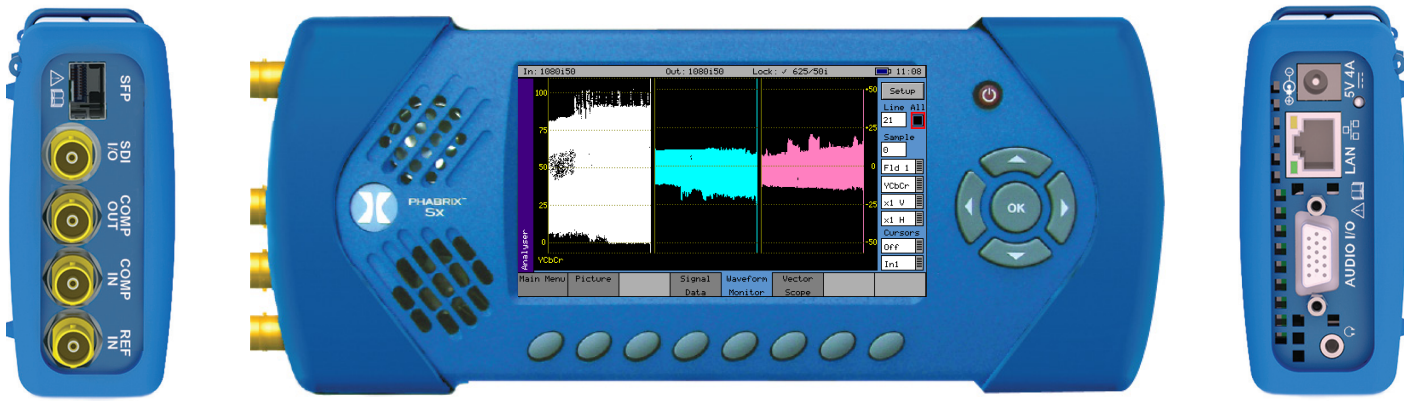 SFP
SDI
I/O
COMP
OUT
COMP
IN
REF
IN
PHABRIX™
Sx
In: 1080i50 Out: 1080i50 Lock: ✓ 625/50i 11:08
Analyser
100
75
50
25
0
YCbCr
50
25
0
-25
-50
Setup
Line All
21
Sample
0
Fld 1
YCbCr
x1 V
x1 H
Cursors
Off
In1
Main Menu Picture Signal Data Waveform Monitor Vector Scope
OK
5V 4A
LAN
AUDIO I/O